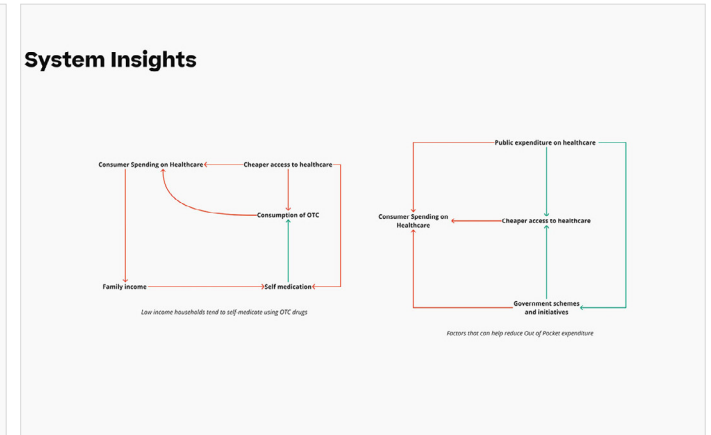 System Insights
Consumer Spending on Healthcare
Cheaper access to healthcare
Consumption of OTC
Family income
Self medication
Low income households tend to self-medicate using OTC drugs
Public expenditure on healthcare
Consumer Spending on
Healthcare
Cheaper access to healthcare
Government schemes
and initiatives
Factors that can help reduce Out of Pocket expenditure